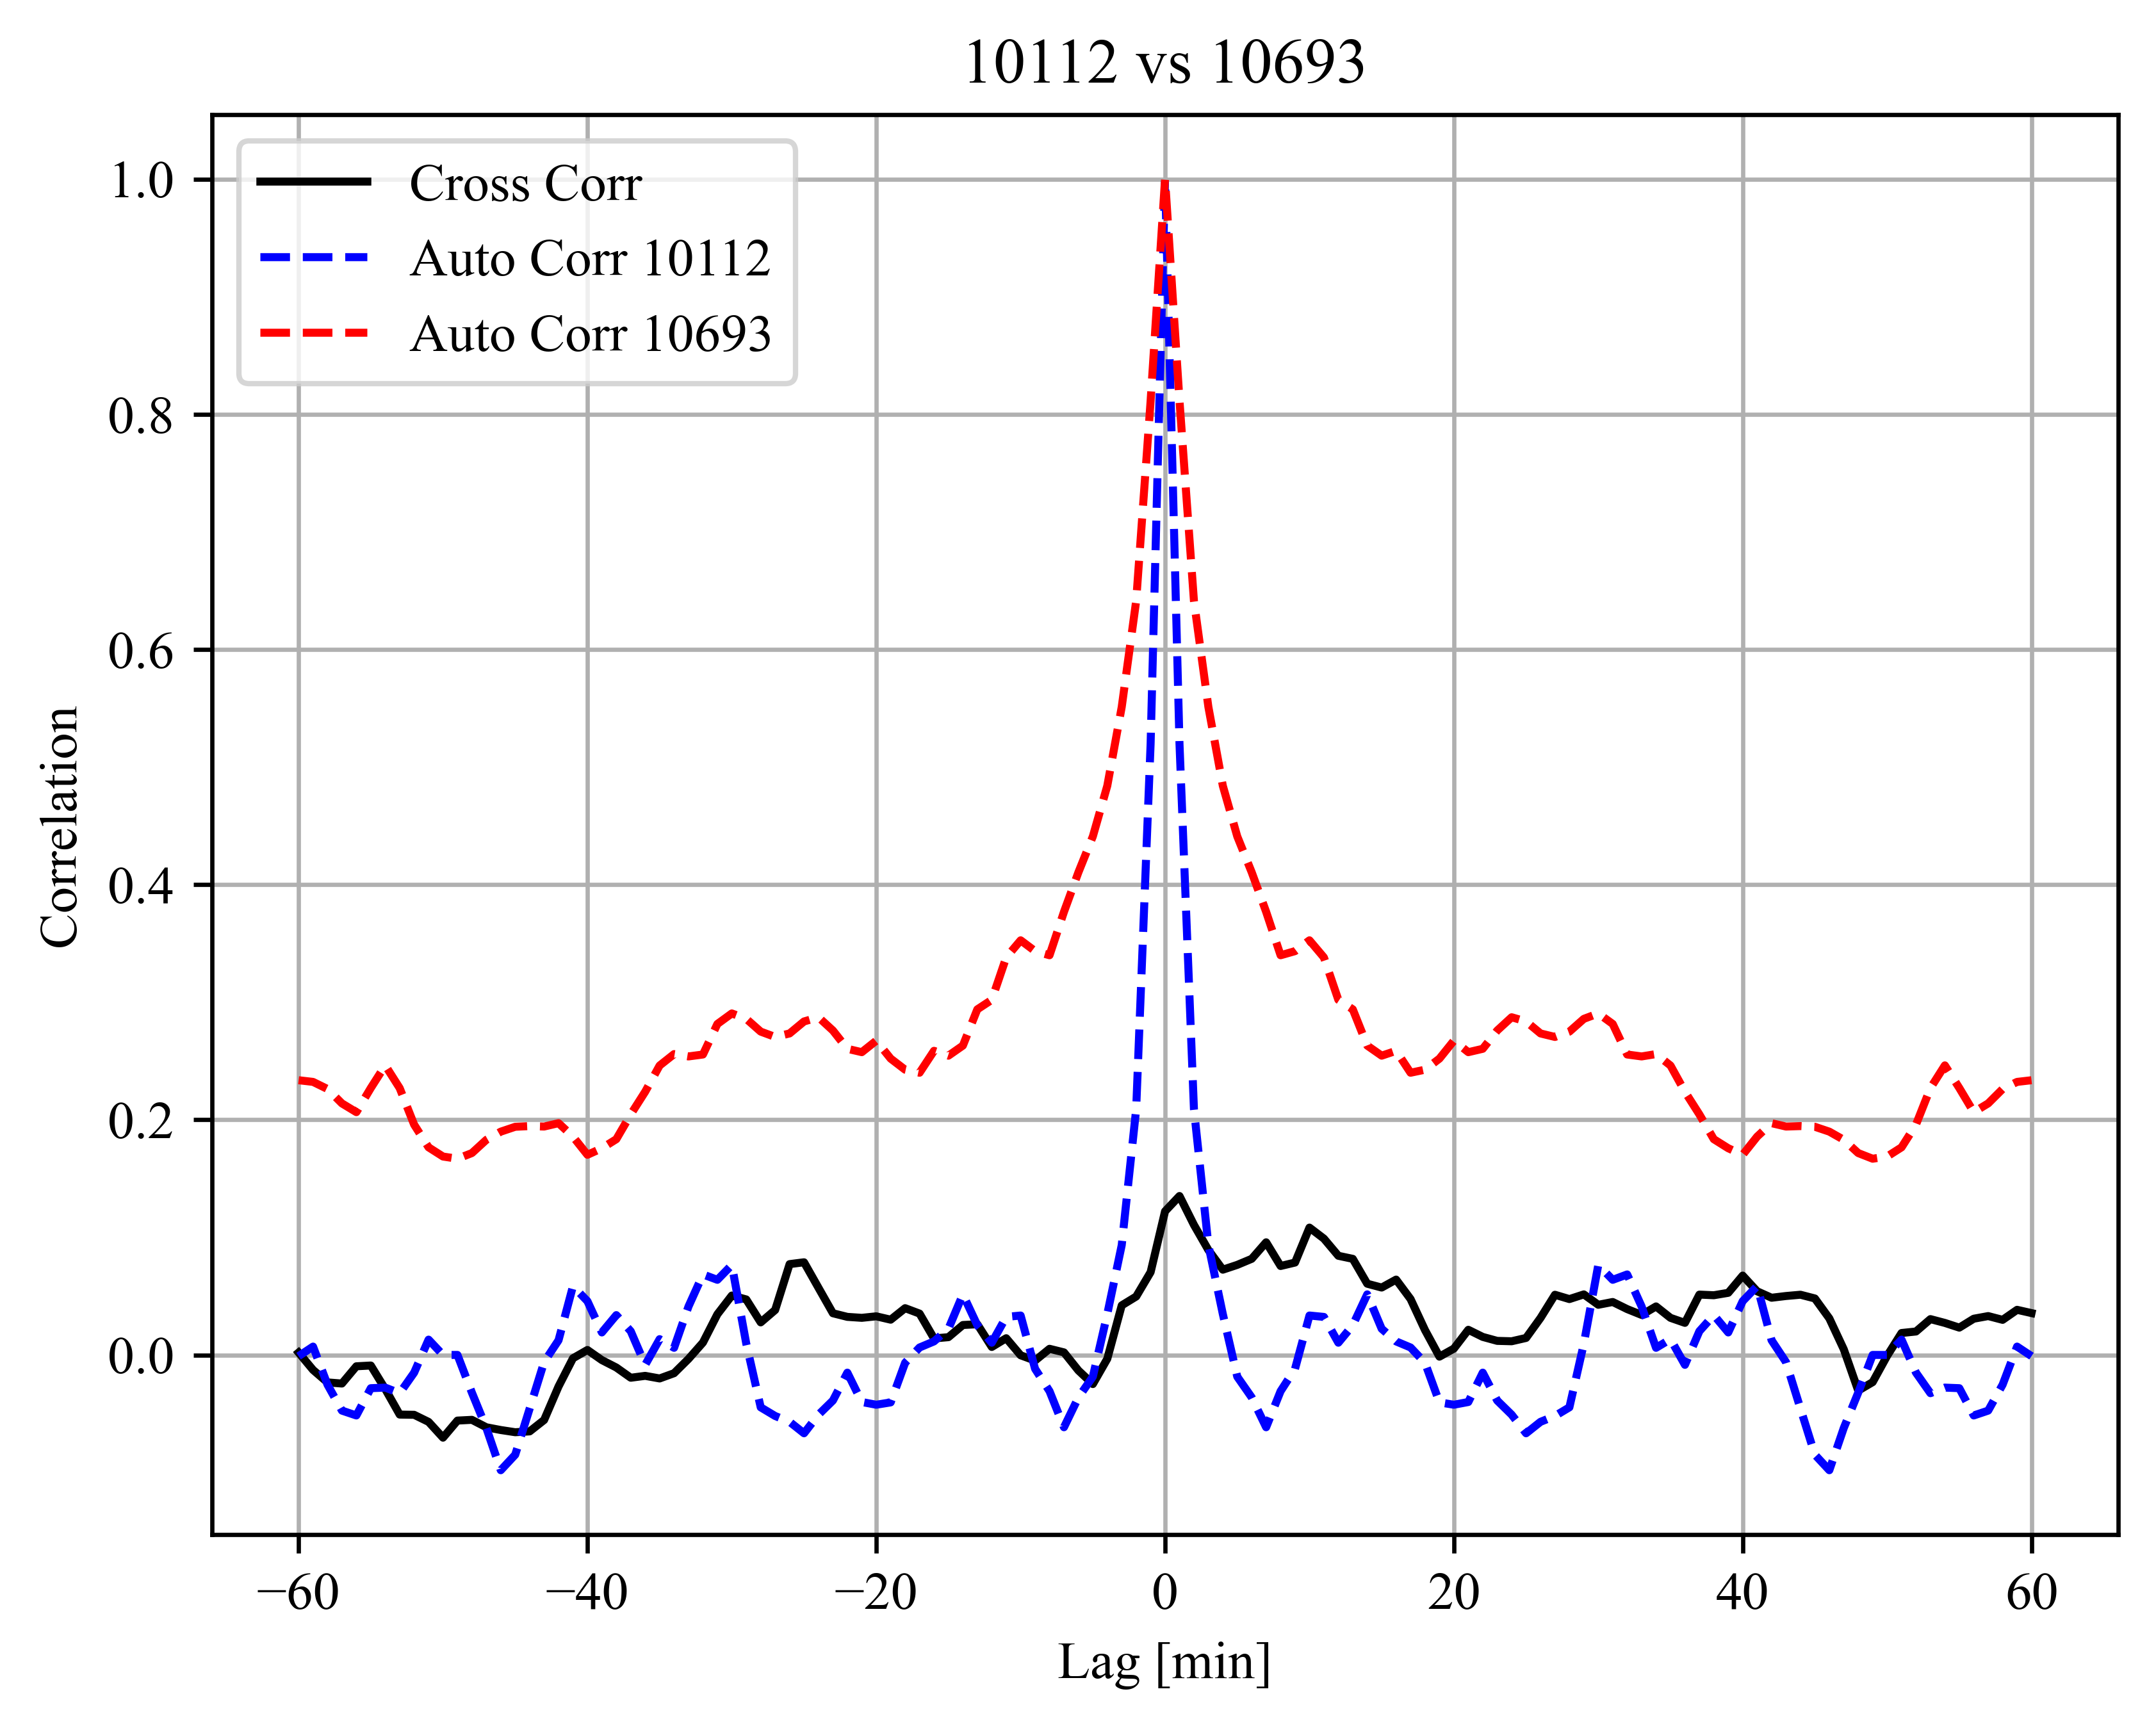 10112 vs 10693
Cross Corr
Auto Corr 10112
Auto Corr 10693
1.0
0.8
0.6
0.4
0.2
0.0
Correlation
−60 −40 −20 0 20 40 60
Lag [min]